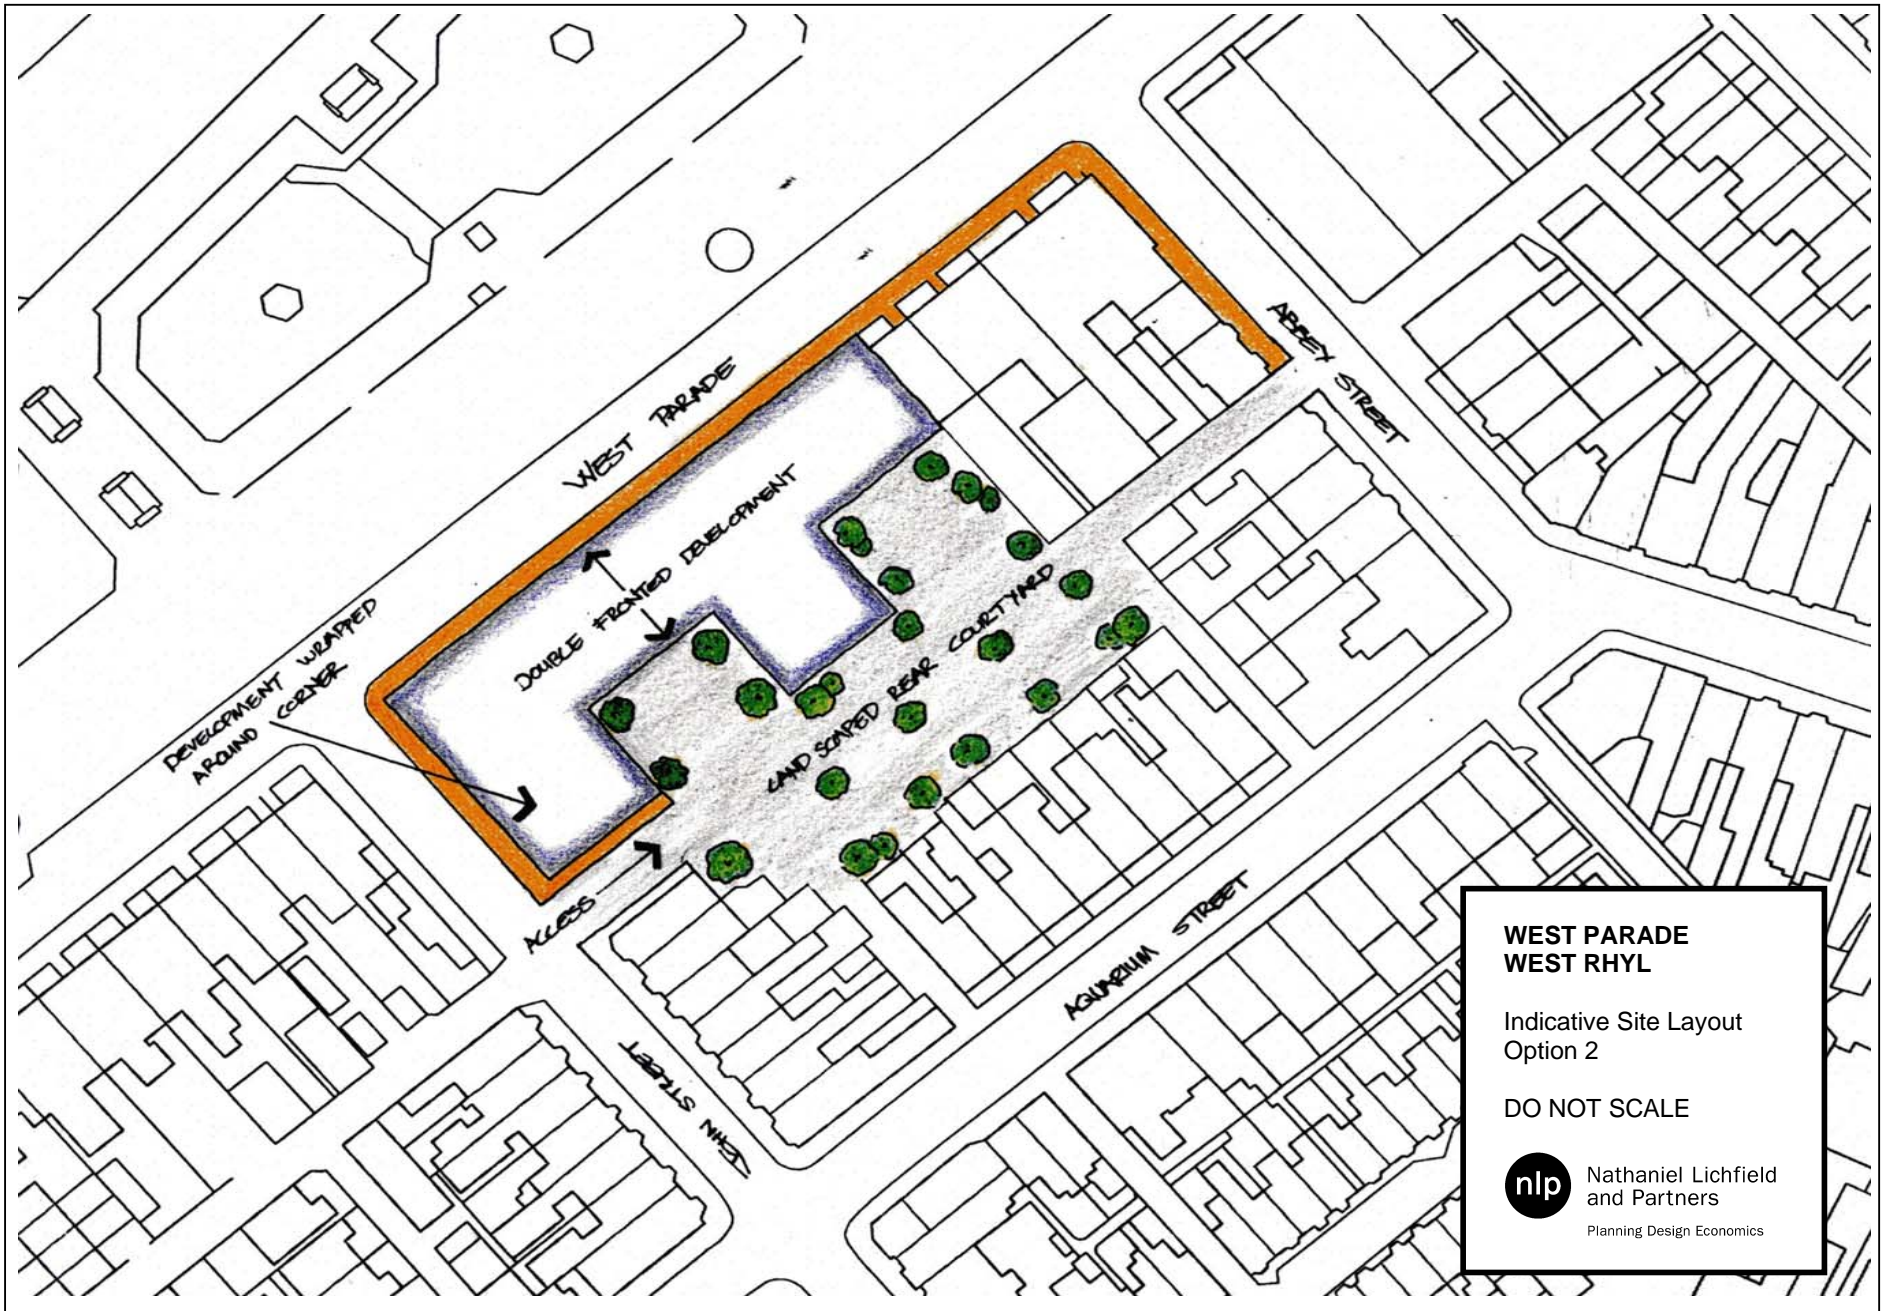 ABBEY STREET
WEST PARADE
DOUBLE FRONTED DEVELOPMENT
DEVELOPMENT WRAPPED
AROUND CORNER
LANDSCAPED REAR COURTYARD
ACCESS
AQUARIUM STREET
JOHN STREET
WEST PARADE
WEST RHYL
Indicative Site Layout
Option 2
DO NOT SCALE
nlp
Nathaniel Lichfield
and Partners
Planning Design Economics